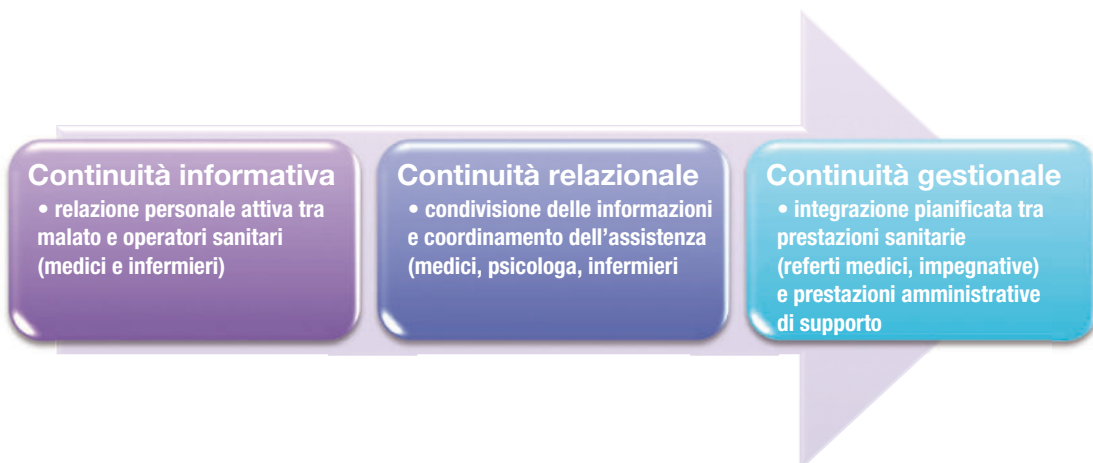 Continuità informativa
• relazione personale attiva tra
malato e operatori sanitari
(medici e infermieri)
Continuità relazionale
• condivisione delle informazioni
e coordinamento dell'assistenza
(medici, psicologa, infermieri
Continuità gestionale
• integrazione pianificata tra
prestazioni sanitarie
(referti medici, impegnative)
e prestazioni amministrative
di supporto